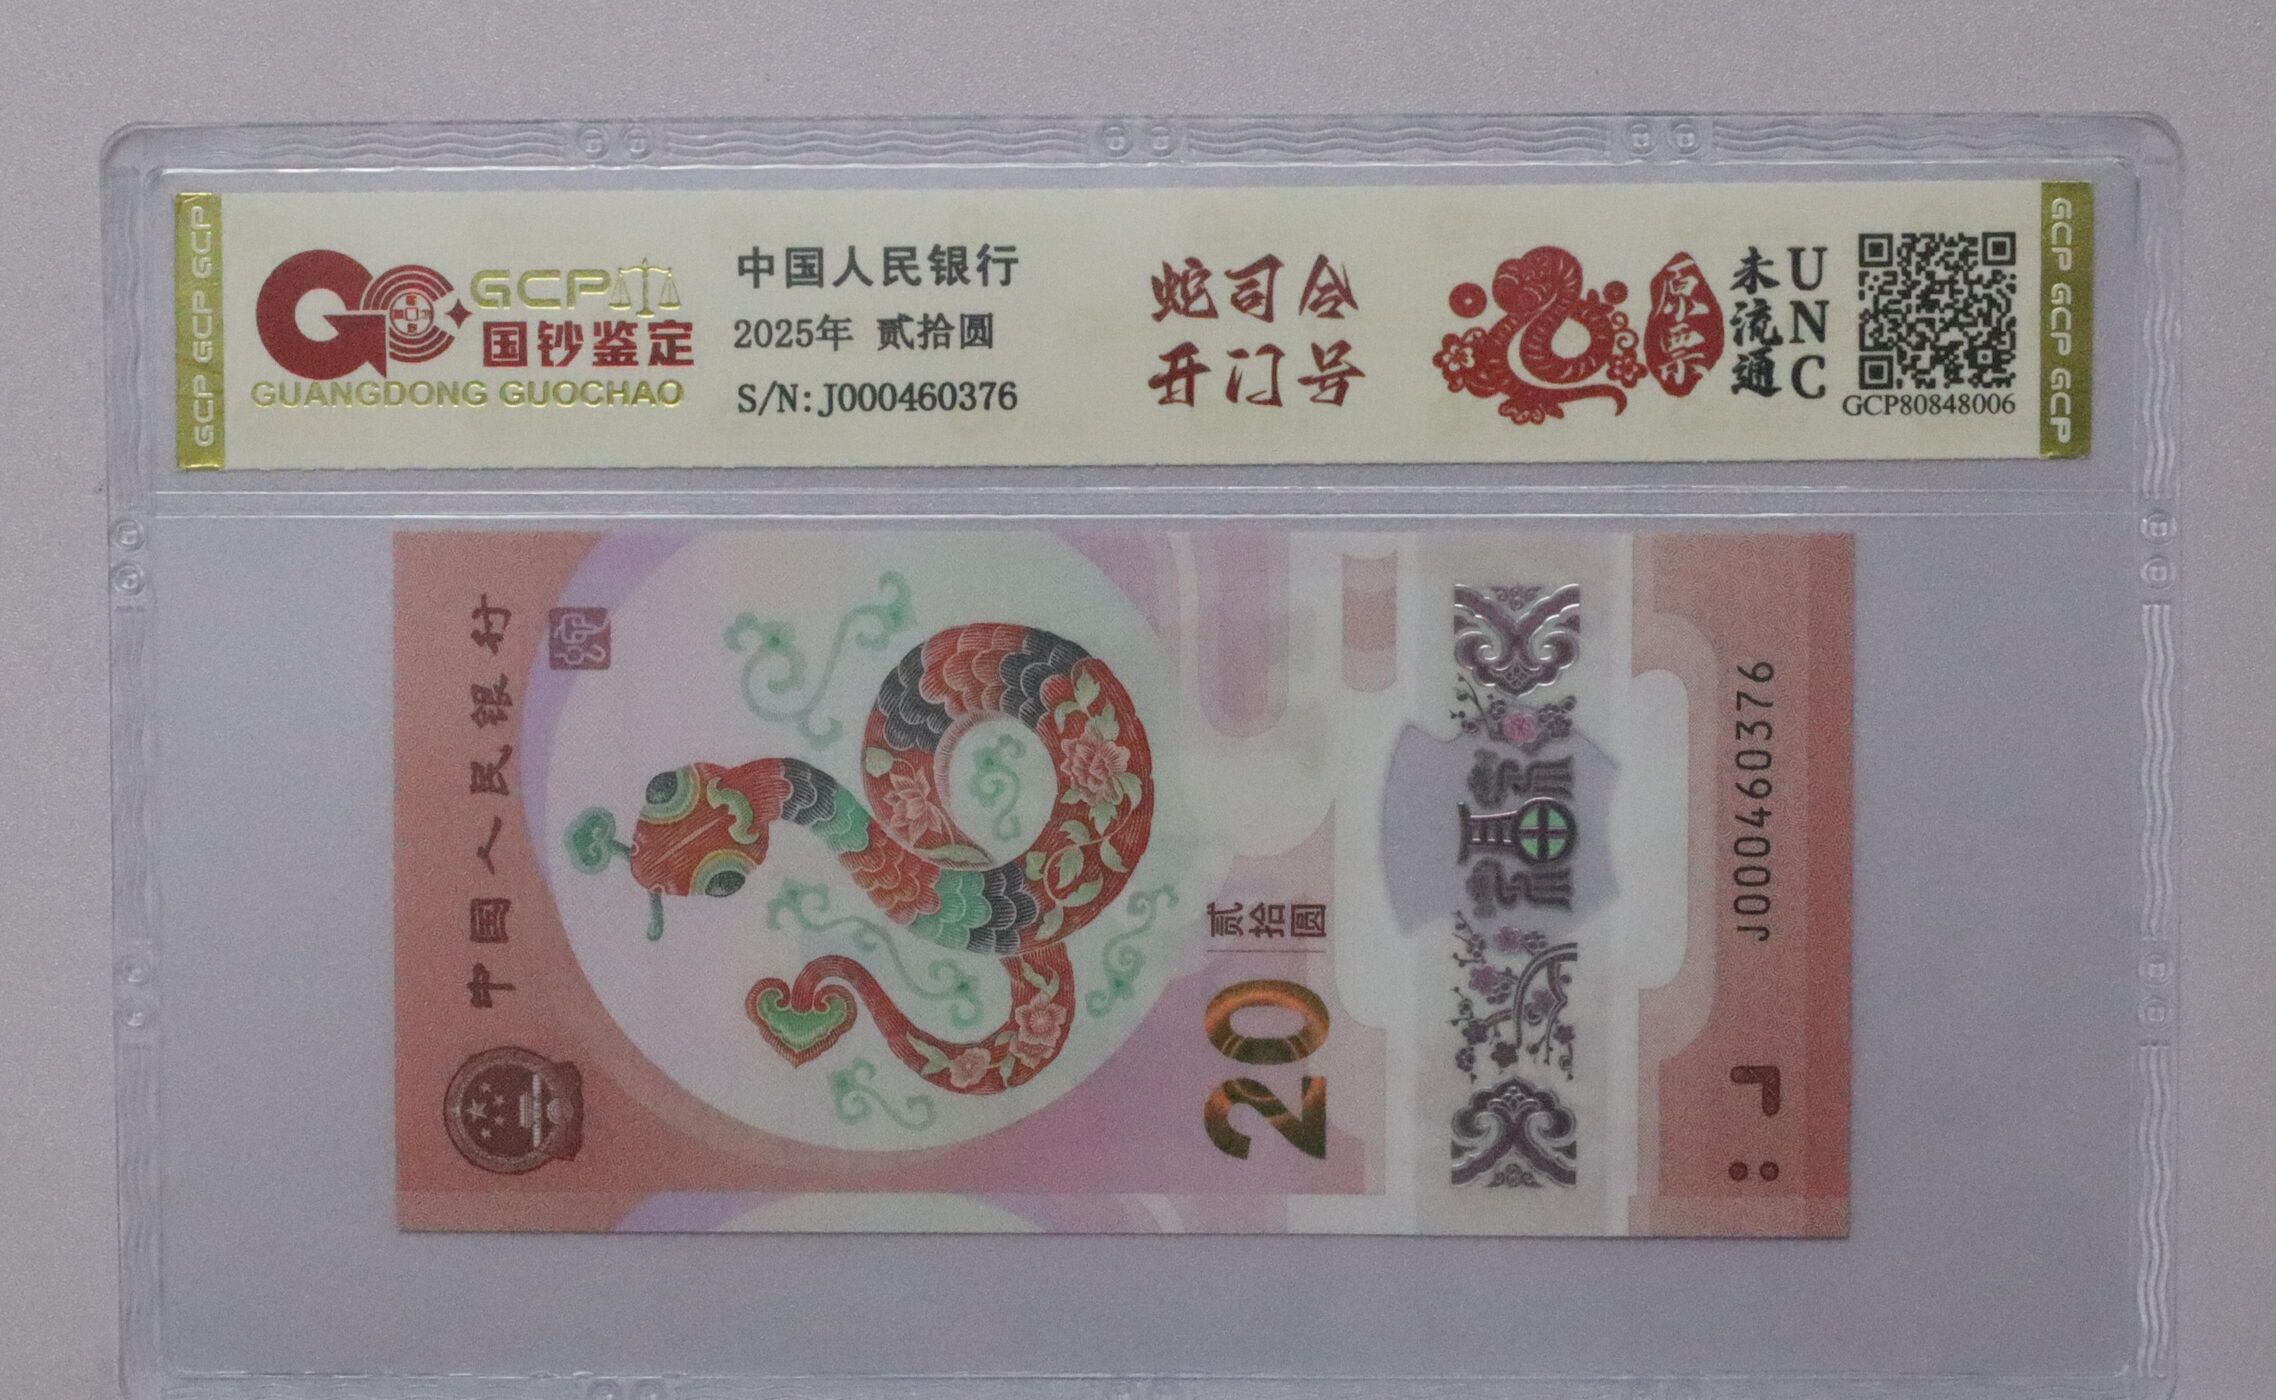 GCP GCP GCP
GCP
国钞鉴定
GUANGDONG GUOCHAO
中国人民银行
2025年 贰拾圆
S/N:J000460376
蛇司令
开门号
原票
未流通
UNC
GCP80848006
GCP GCP GCP
中国人民银行
贰拾圆
20
福
J000460376